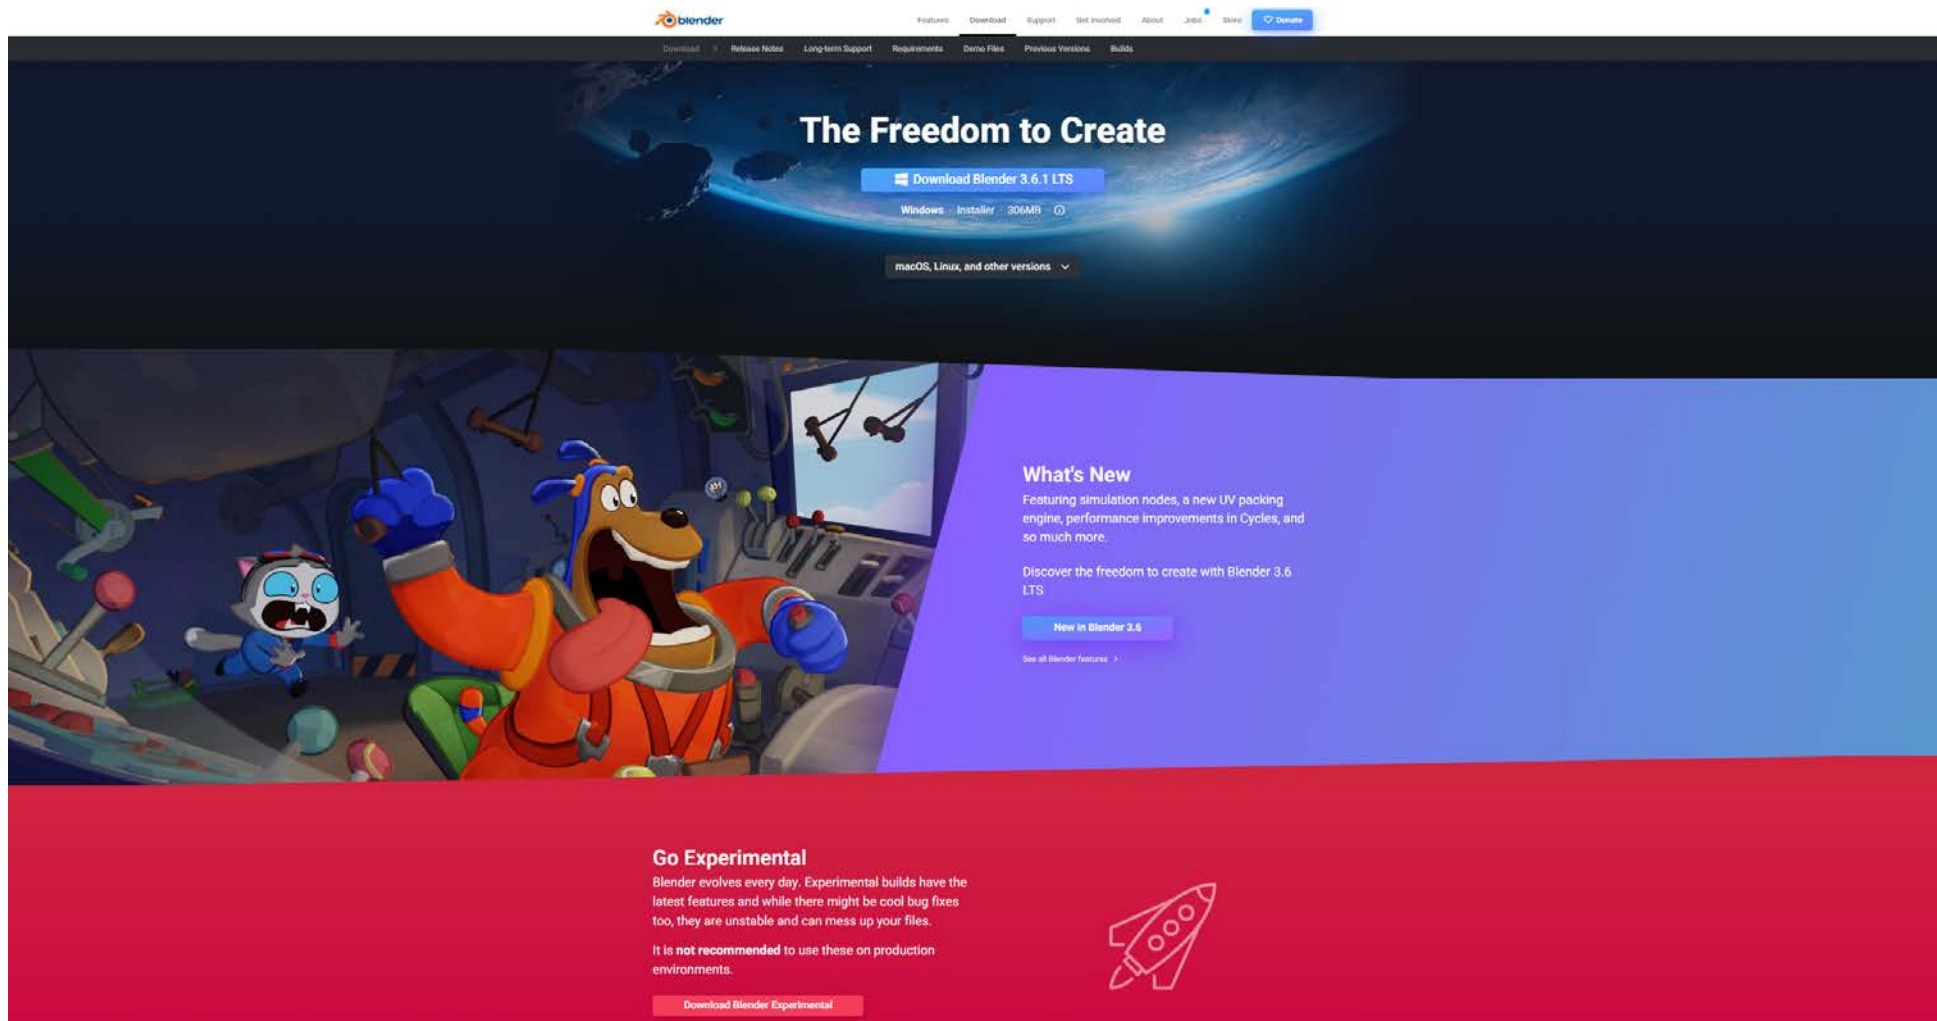 blender
Features Download Support Get Involved About Jobs Store Donate
Download Release Notes Long-term Support Requirements Demo Files Previous Versions Builds
The Freedom to Create
Download Blender 3.6.1 LTS
Windows · Installer · 306MB ·
macOS, Linux, and other versions
What's New
Featuring simulation nodes, a new UV packing
engine, performance improvements in Cycles, and
so much more.
Discover the freedom to create with Blender 3.6
LTS
New in Blender 3.6
See all Blender features >
Go Experimental
Blender evolves every day. Experimental builds have the
latest features and while there might be cool bug fixes
too, they are unstable and can mess up your files.
It is not recommended to use these on production
environments.
Download Blender Experimental